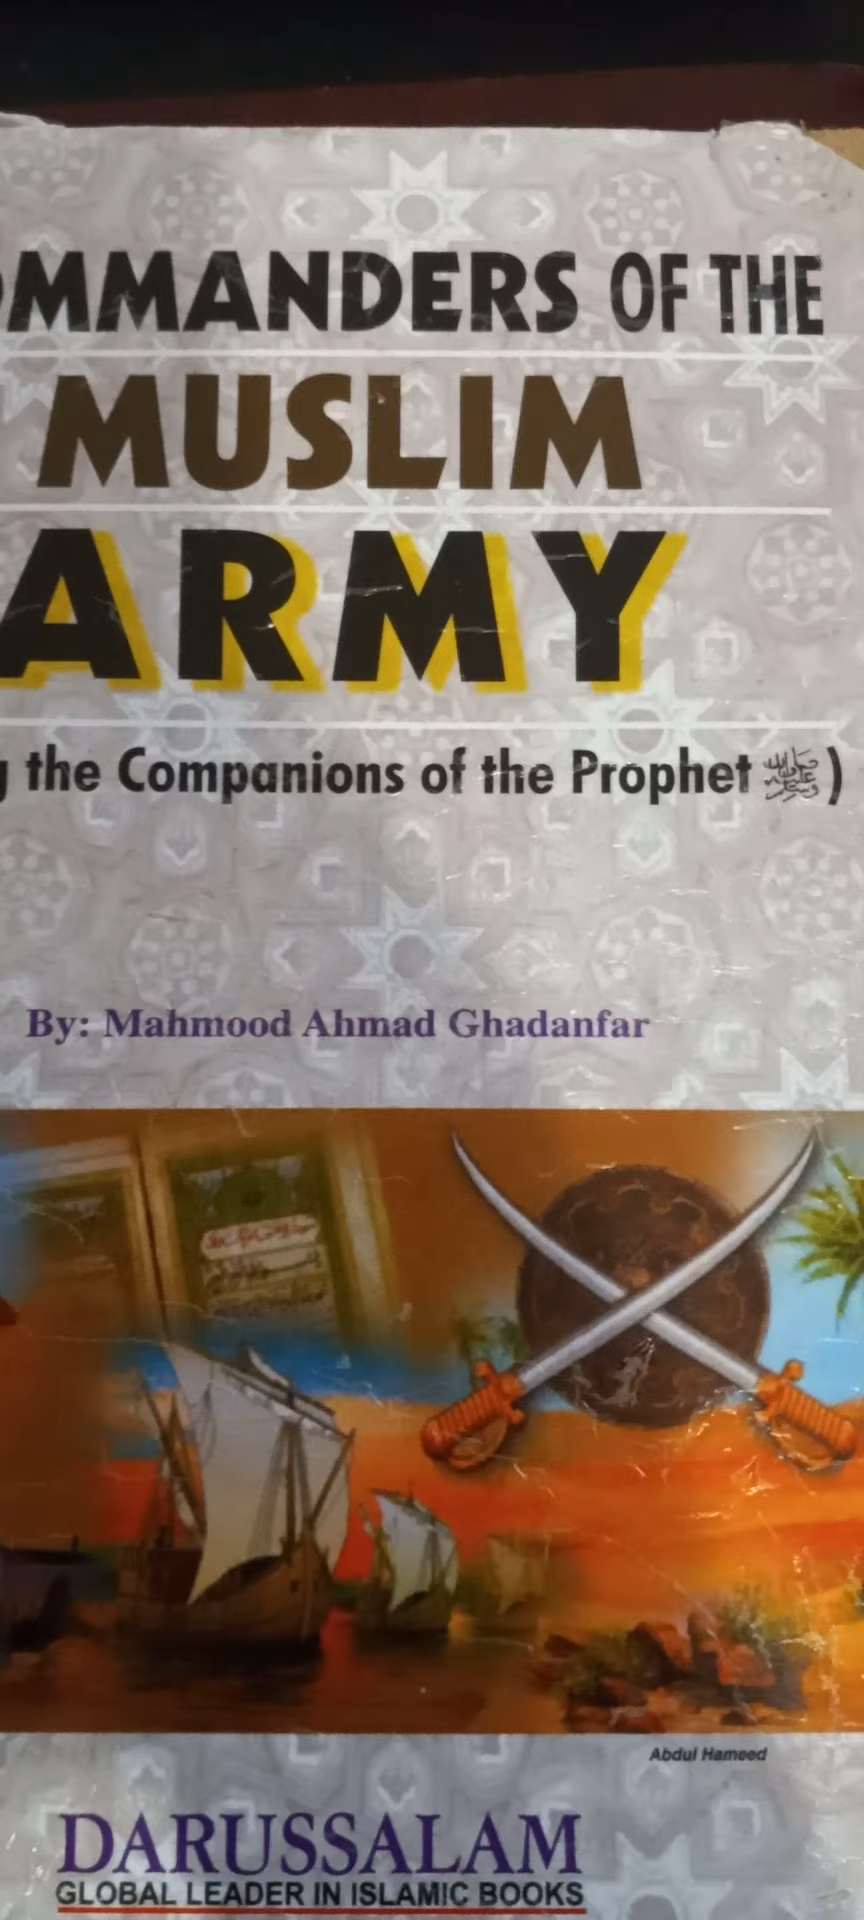 OMMANDERS OF THE
MUSLIM
ARMY
g the Companions of the Prophet ﷺ)
By: Mahmood Ahmad Ghadanfar
Abdul Hameed
DARUSSALAM
GLOBAL LEADER IN ISLAMIC BOOKS